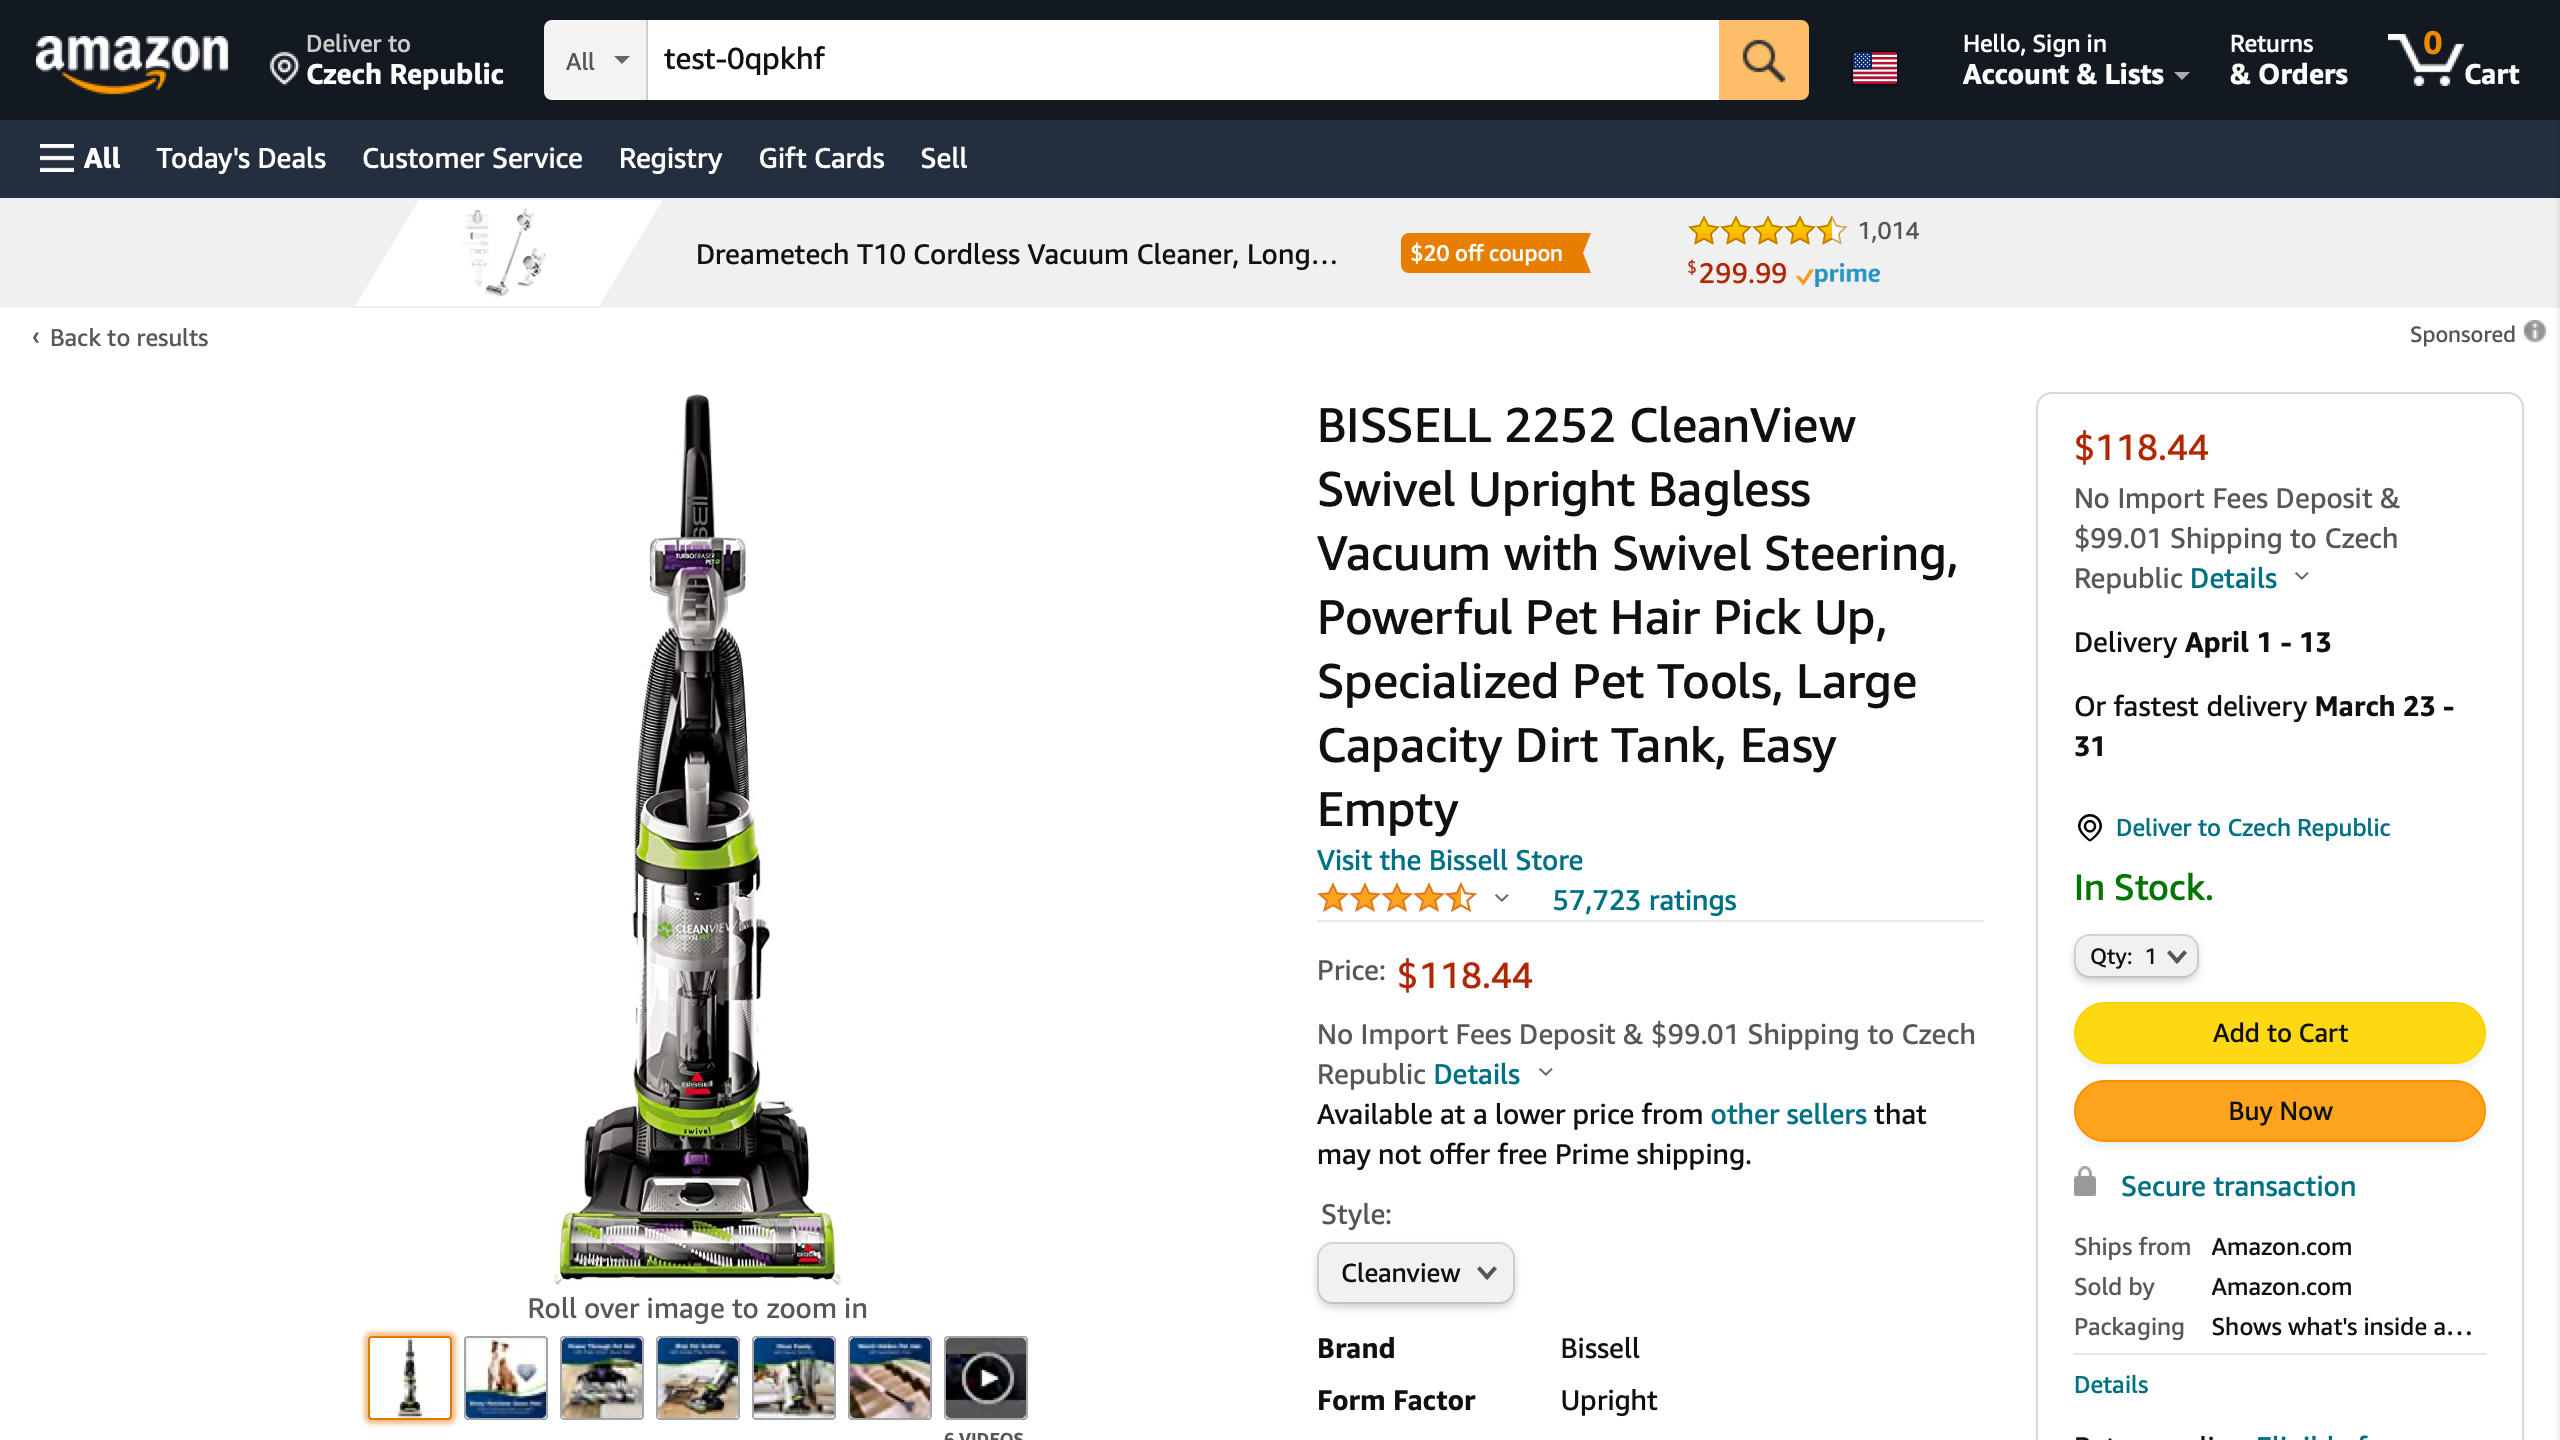 amazon
Deliver to
Czech Republic
All
test-0qpkhf
Hello, Sign in
Account & Lists
Returns
& Orders
0
Cart
All
Today's Deals
Customer Service
Registry
Gift Cards
Sell
Dreametech T10 Cordless Vacuum Cleaner, Long...
$20 off coupon
1,014
$299.99 prime
‹ Back to results
Sponsored
BISSELL 2252 CleanView
Swivel Upright Bagless
Vacuum with Swivel Steering,
Powerful Pet Hair Pick Up,
Specialized Pet Tools, Large
Capacity Dirt Tank, Easy
Empty
Visit the Bissell Store
57,723 ratings
Price: $118.44
No Import Fees Deposit & $99.01 Shipping to Czech
Republic Details
Available at a lower price from other sellers that
may not offer free Prime shipping.
Style:
Cleanview
Brand Bissell
Form Factor Upright
TURBOERASER
PET
CLEANVIEW
BISSELL
swivel
Roll over image to zoom in
6 VIDEOS
$118.44
No Import Fees Deposit &
$99.01 Shipping to Czech
Republic Details
Delivery April 1 - 13
Or fastest delivery March 23 -
31
Deliver to Czech Republic
In Stock.
Qty: 1
Add to Cart
Buy Now
Secure transaction
Ships from Amazon.com
Sold by Amazon.com
Packaging Shows what's inside a...
Details